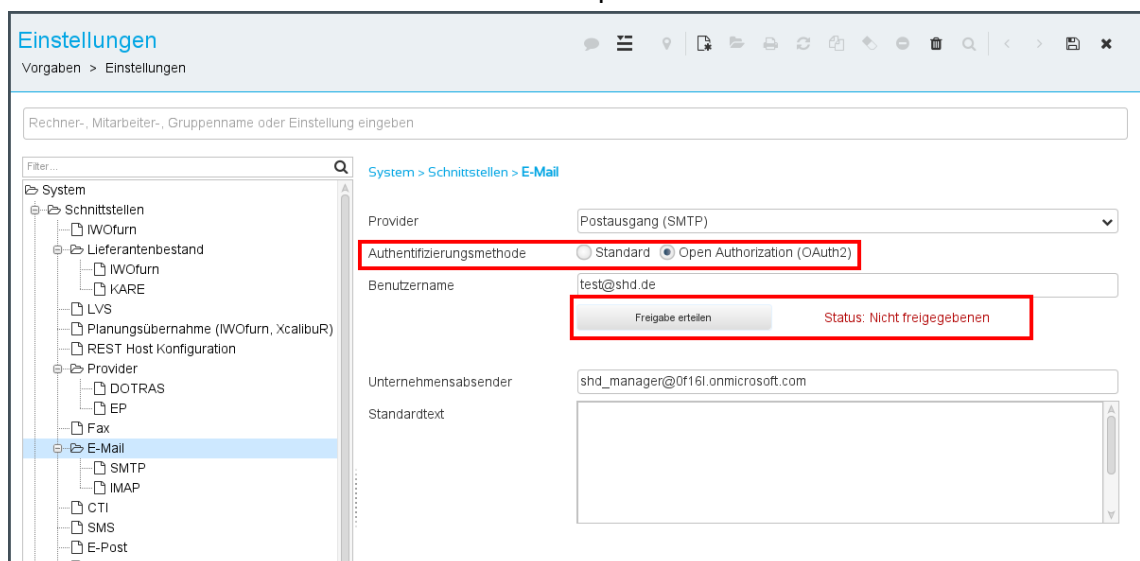 Einstellungen
Vorgaben > Einstellungen
Rechner-, Mitarbeiter-, Gruppenname oder Einstellung eingeben
Filter...
System
Schnittstellen
IWOfurn
Lieferantenbestand
IWOfurn
KARE
LVS
Planungsübernahme (IWOfurn, XcalibuR)
REST Host Konfiguration
Provider
DOTRAS
EP
Fax
E-Mail
SMTP
IMAP
CTI
SMS
E-Post
System > Schnittstellen > E-Mail
Provider Postausgang (SMTP)
Authentifizierungsmethode Standard Open Authorization (OAuth2)
Benutzername test@shd.de
Freigabe erteilen Status: Nicht freigegebenen
Unternehmensabsender shd_manager@0f16l.onmicrosoft.com
Standardtext